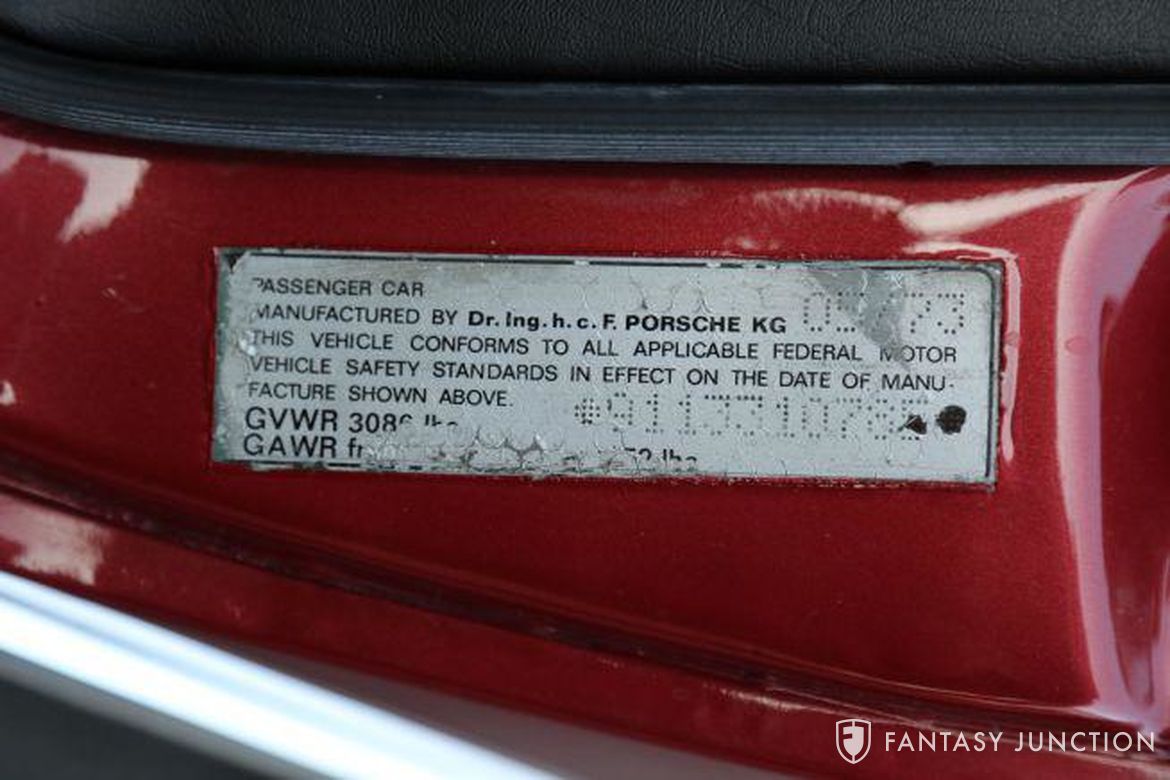 PASSENGER CAR
MANUFACTURED BY Dr. Ing. h. c. F. PORSCHE KG 73
THIS VEHICLE CONFORMS TO ALL APPLICABLE FEDERAL MOTOR
VEHICLE SAFETY STANDARDS IN EFFECT ON THE DATE OF MANU-
FACTURE SHOWN ABOVE.
GVWR
GAWR
FANTASY JUNCTION